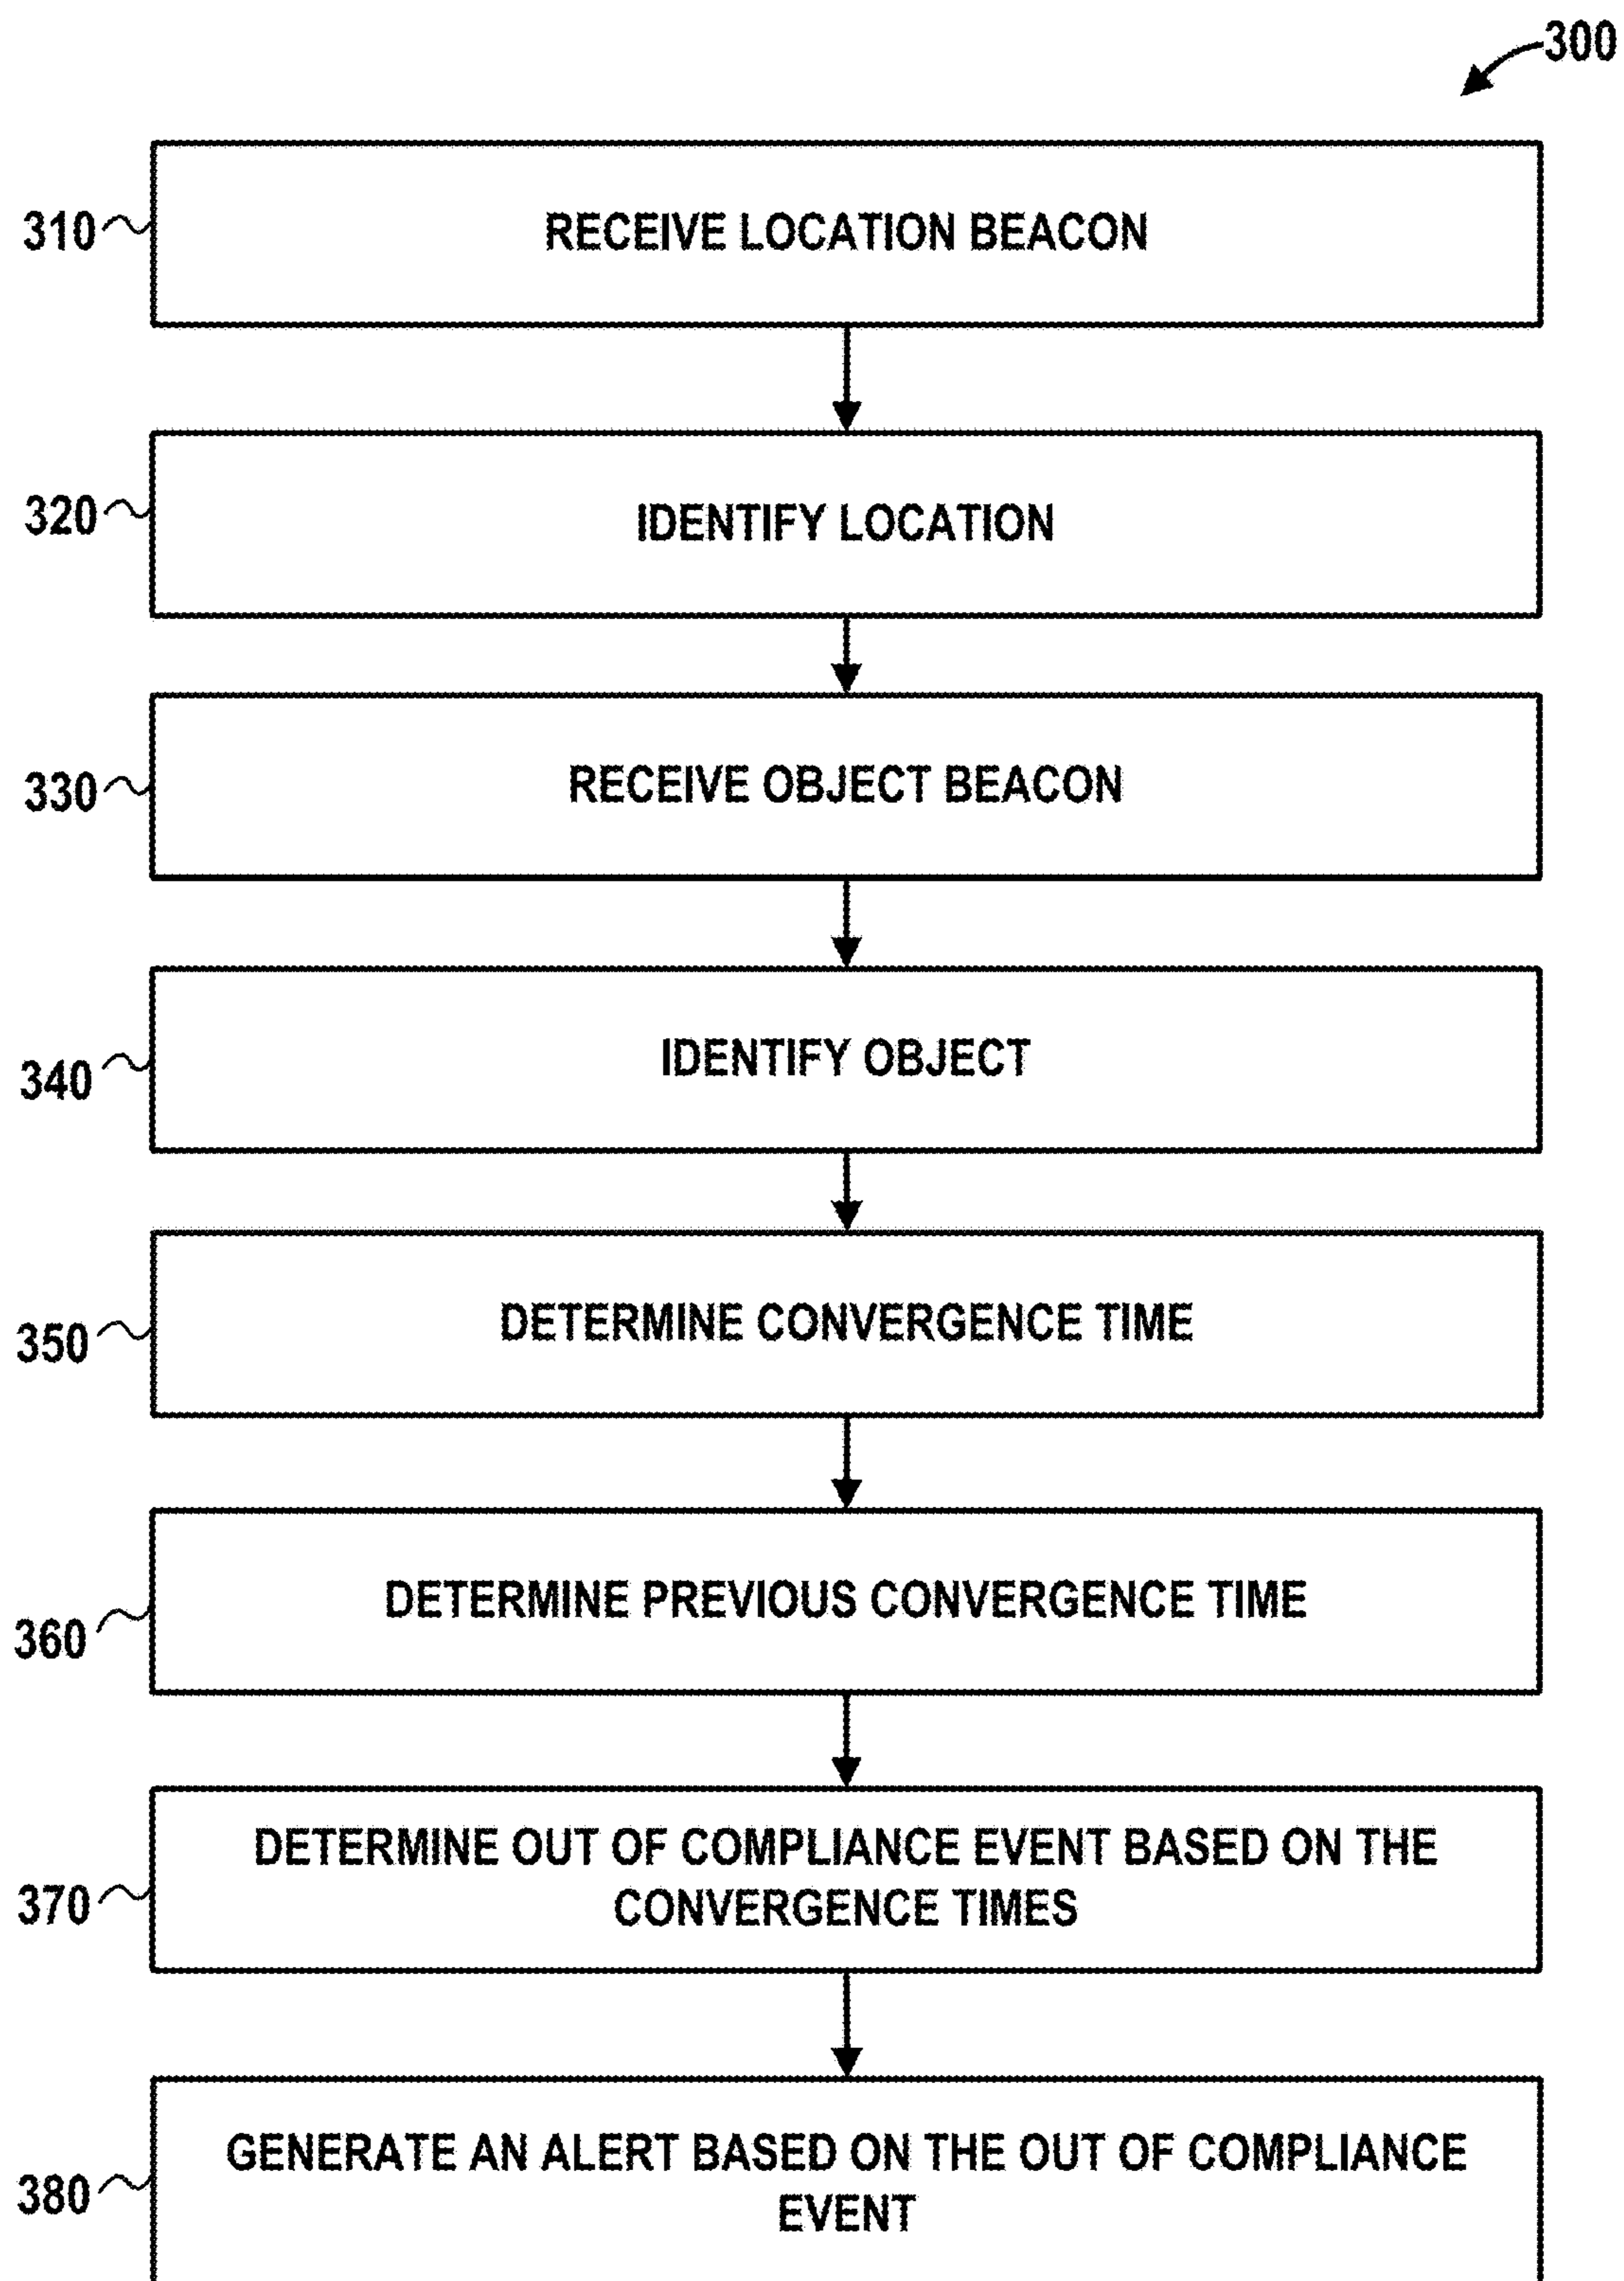 300
310
RECEIVE LOCATION BEACON
320
IDENTIFY LOCATION
330
RECEIVE OBJECT BEACON
340
IDENTIFY OBJECT
350
DETERMINE CONVERGENCE TIME
360
DETERMINE PREVIOUS CONVERGENCE TIME
370
DETERMINE OUT OF COMPLIANCE EVENT BASED ON THE
CONVERGENCE TIMES
380
GENERATE AN ALERT BASED ON THE OUT OF COMPLIANCE
EVENT